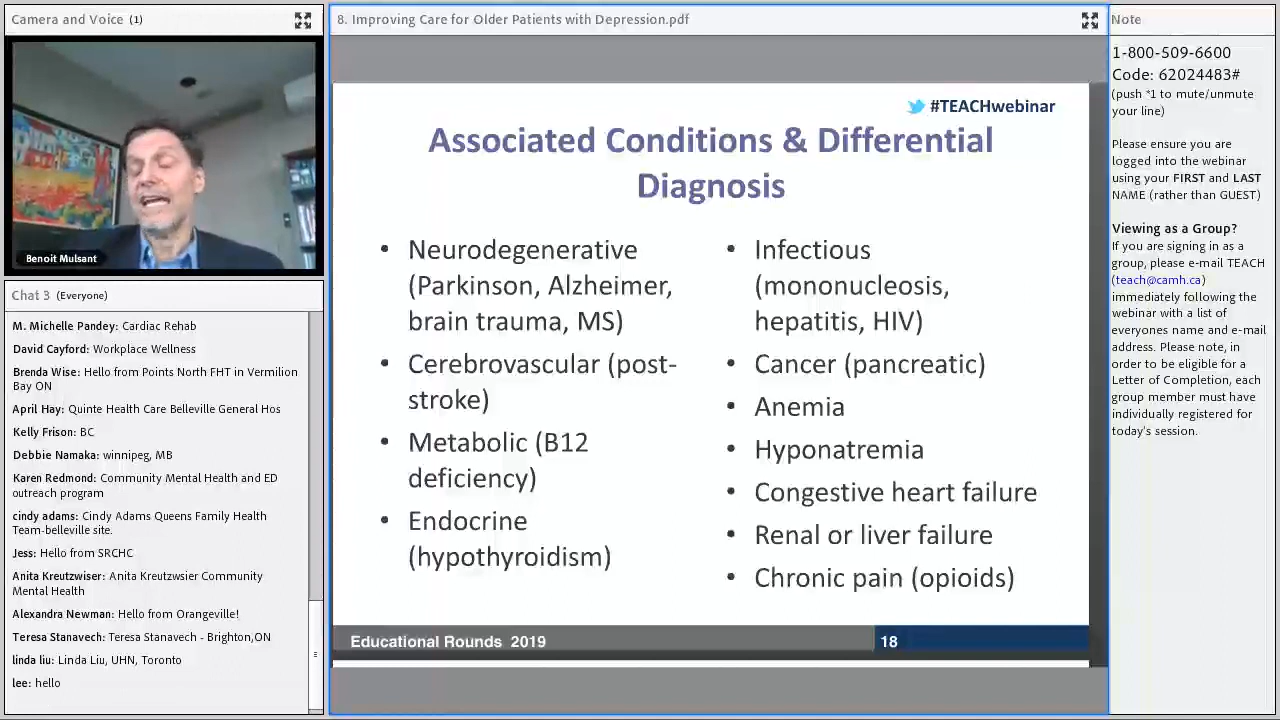 Camera and Voice (1)
Benoit Mulsant
Chat 3 (Everyone)
M. Michelle Pandey: Cardiac Rehab
David Cayford: Workplace Wellness
Brenda Wise: Hello from Points North FHT in Vermilion
Bay ON
April Hay: Quinte Health Care Belleville General Hos
Kelly Frison: BC
Debbie Namaka: winnipeg, MB
Karen Redmond: Community Mental Health and ED
outreach program
cindy adams: Cindy Adams Queens Family Health
Team-belleville site.
Jess: Hello from SRCHC
Anita Kreutzwiser: Anita Kreutzwsier Community
Mental Health
Alexandra Newman: Hello from Orangeville!
Teresa Stanavech: Teresa Stanavech - Brighton,ON
linda liu: Linda Liu, UHN, Toronto
lee: hello
8. Improving Care for Older Patients with Depression.pdf
#TEACHwebinar
Associated Conditions & Differential
Diagnosis
• Neurodegenerative
(Parkinson, Alzheimer,
brain trauma, MS)
• Cerebrovascular (post-
stroke)
• Metabolic (B12
deficiency)
• Endocrine
(hypothyroidism)
• Infectious
(mononucleosis,
hepatitis, HIV)
• Cancer (pancreatic)
• Anemia
• Hyponatremia
• Congestive heart failure
• Renal or liver failure
• Chronic pain (opioids)
Educational Rounds 2019
18
Note
1-800-509-6600
Code: 62024483#
(push *1 to mute/unmute
your line)
Please ensure you are
logged into the webinar
using your FIRST and LAST
NAME (rather than GUEST)
Viewing as a Group?
If you are signing in as a
group, please e-mail TEACH
(teach@camh.ca)
immediately following the
webinar with a list of
everyones name and e-mail
address. Please note, in
order to be eligible for a
Letter of Completion, each
group member must have
individually registered for
today's session.